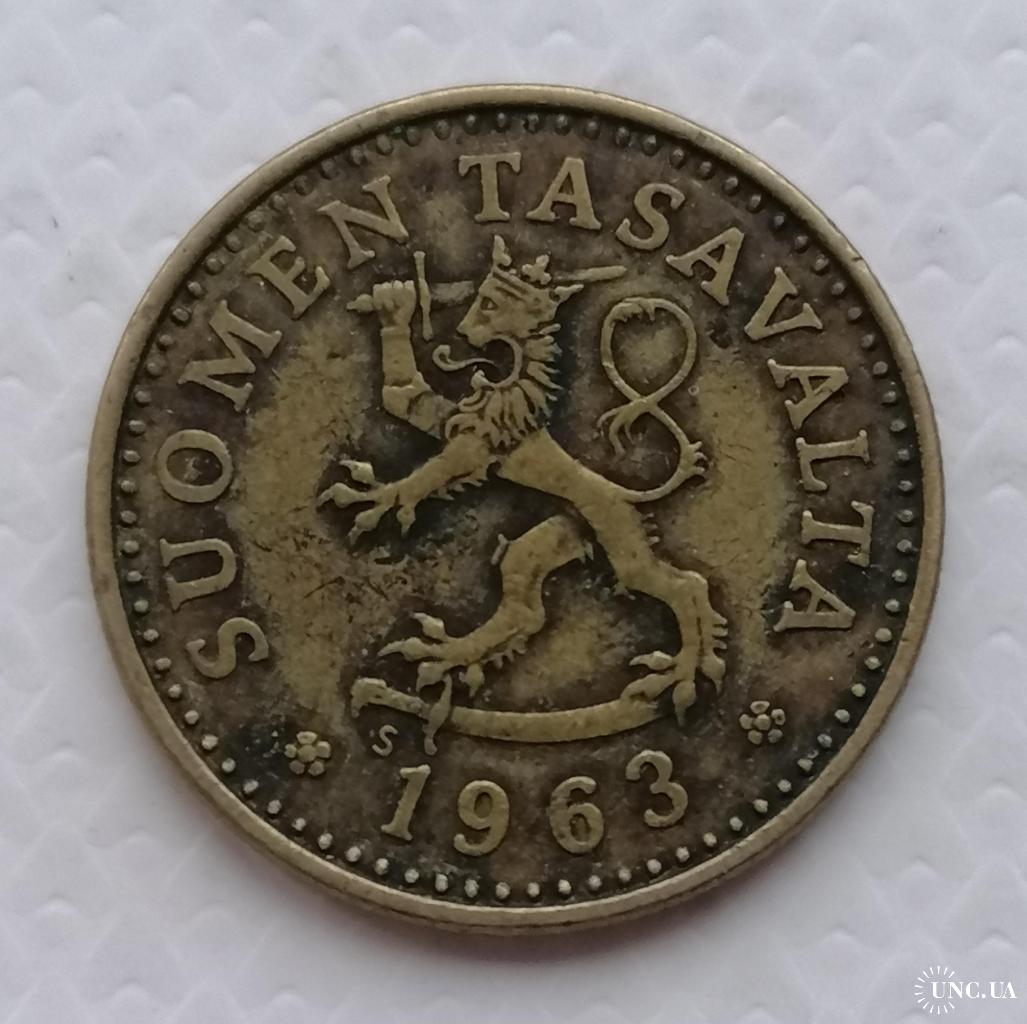 SUOMEN TASAVALTA
S
1963
UNC.UA